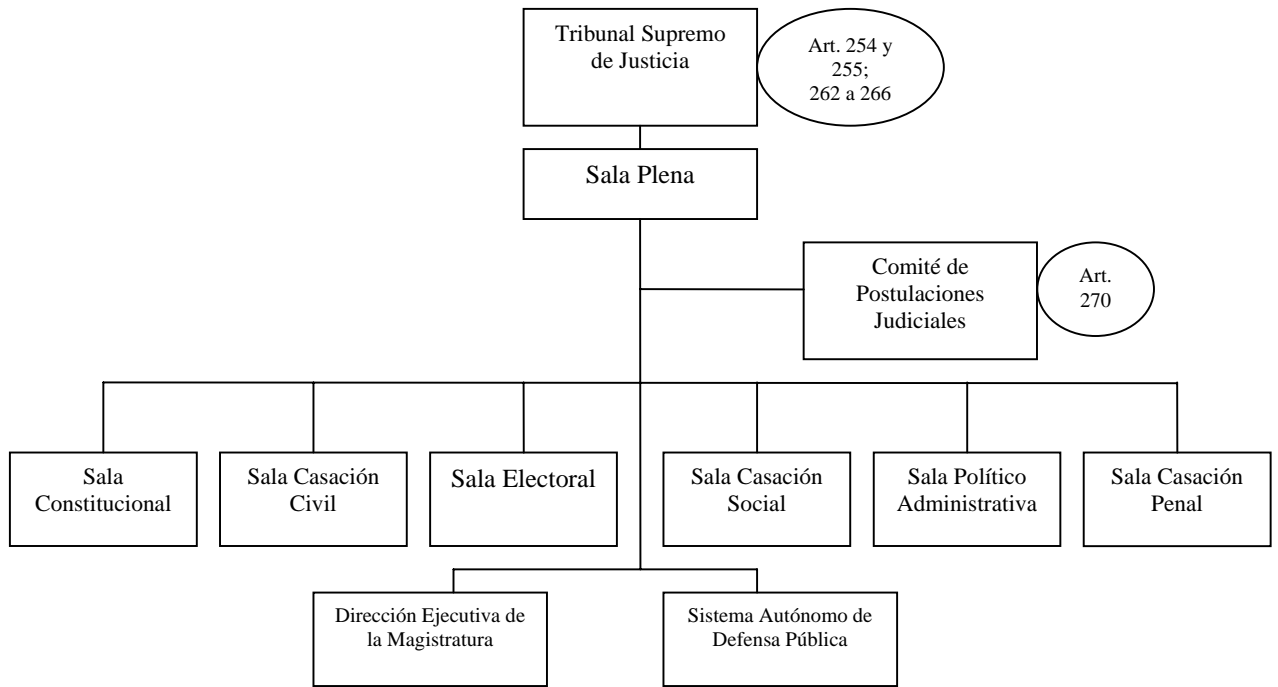 Tribunal Supremo
de Justicia
Art. 254 y
255;
262 a 266
Sala Plena
Comité de
Postulaciones
Judiciales
Art.
270
Sala
Constitucional
Sala Casación
Civil
Sala Electoral
Sala Casación
Social
Sala Político
Administrativa
Sala Casación
Penal
Dirección Ejecutiva de
la Magistratura
Sistema Autónomo de
Defensa Pública